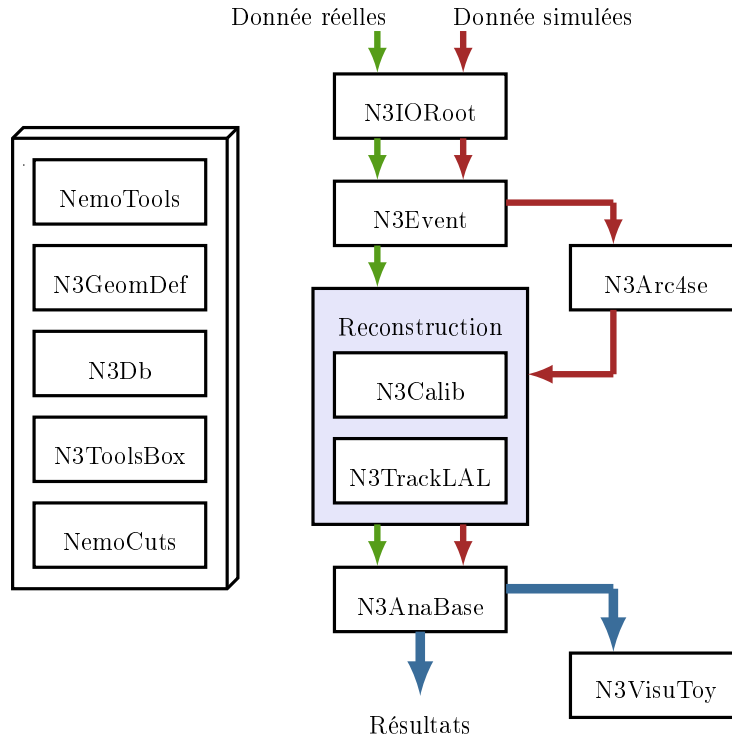 Donnée réelles
Donnée simulées
N3IORoot
NemoTools
N3Event
N3GeomDef
N3Arc4se
Reconstruction
N3Db
N3Calib
N3ToolsBox
N3TrackLAL
NemoCuts
N3AnaBase
N3VisuToy
Résultats